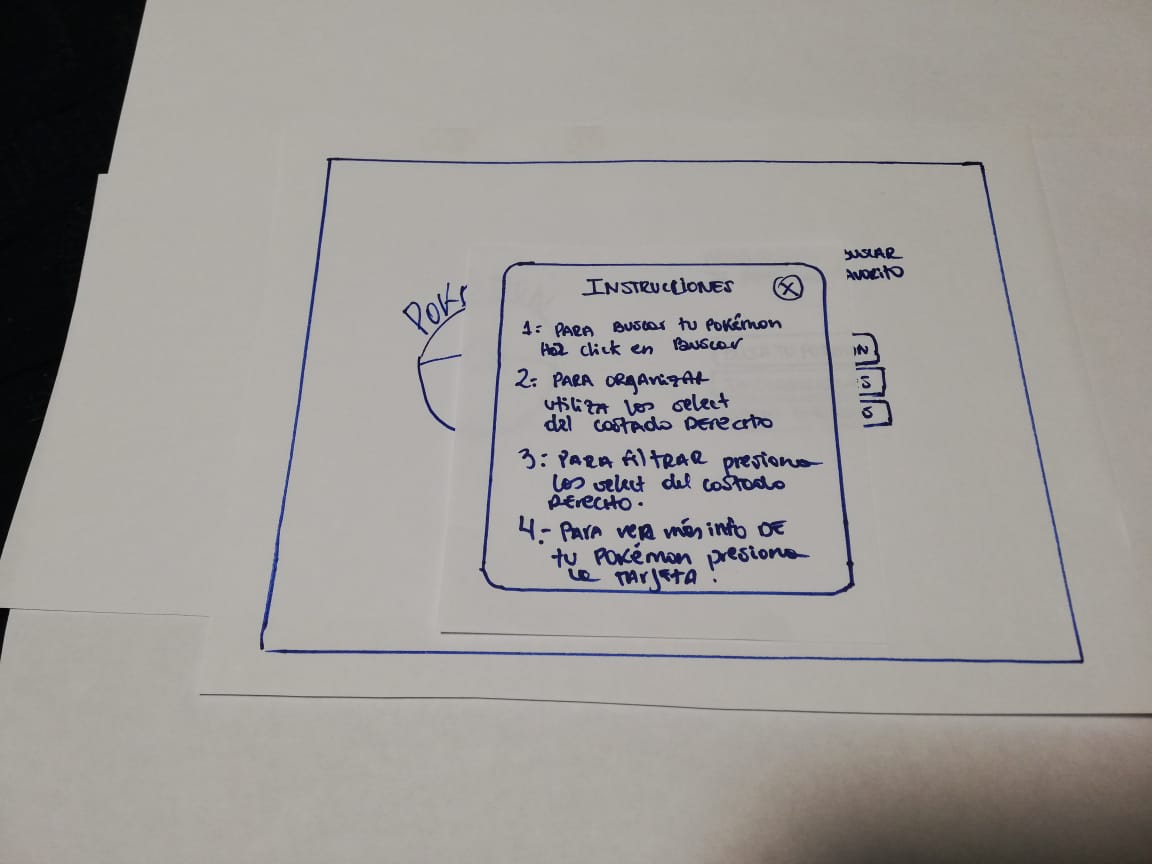 INSTRUCCIONES X
1: PARA BUSCAR tu POKémon
Haz click en BUSCAR
2: PARA ORGANIZAR
utiliza los select
del COSTADO DERECHO
3: PARA filTRAR presiona
los select del costado
DERECHO.
4.- PARA VER más info DE
tu POKémon presiona
la TARJETA.
POK
USCAR
AVORITO
IN
S
S